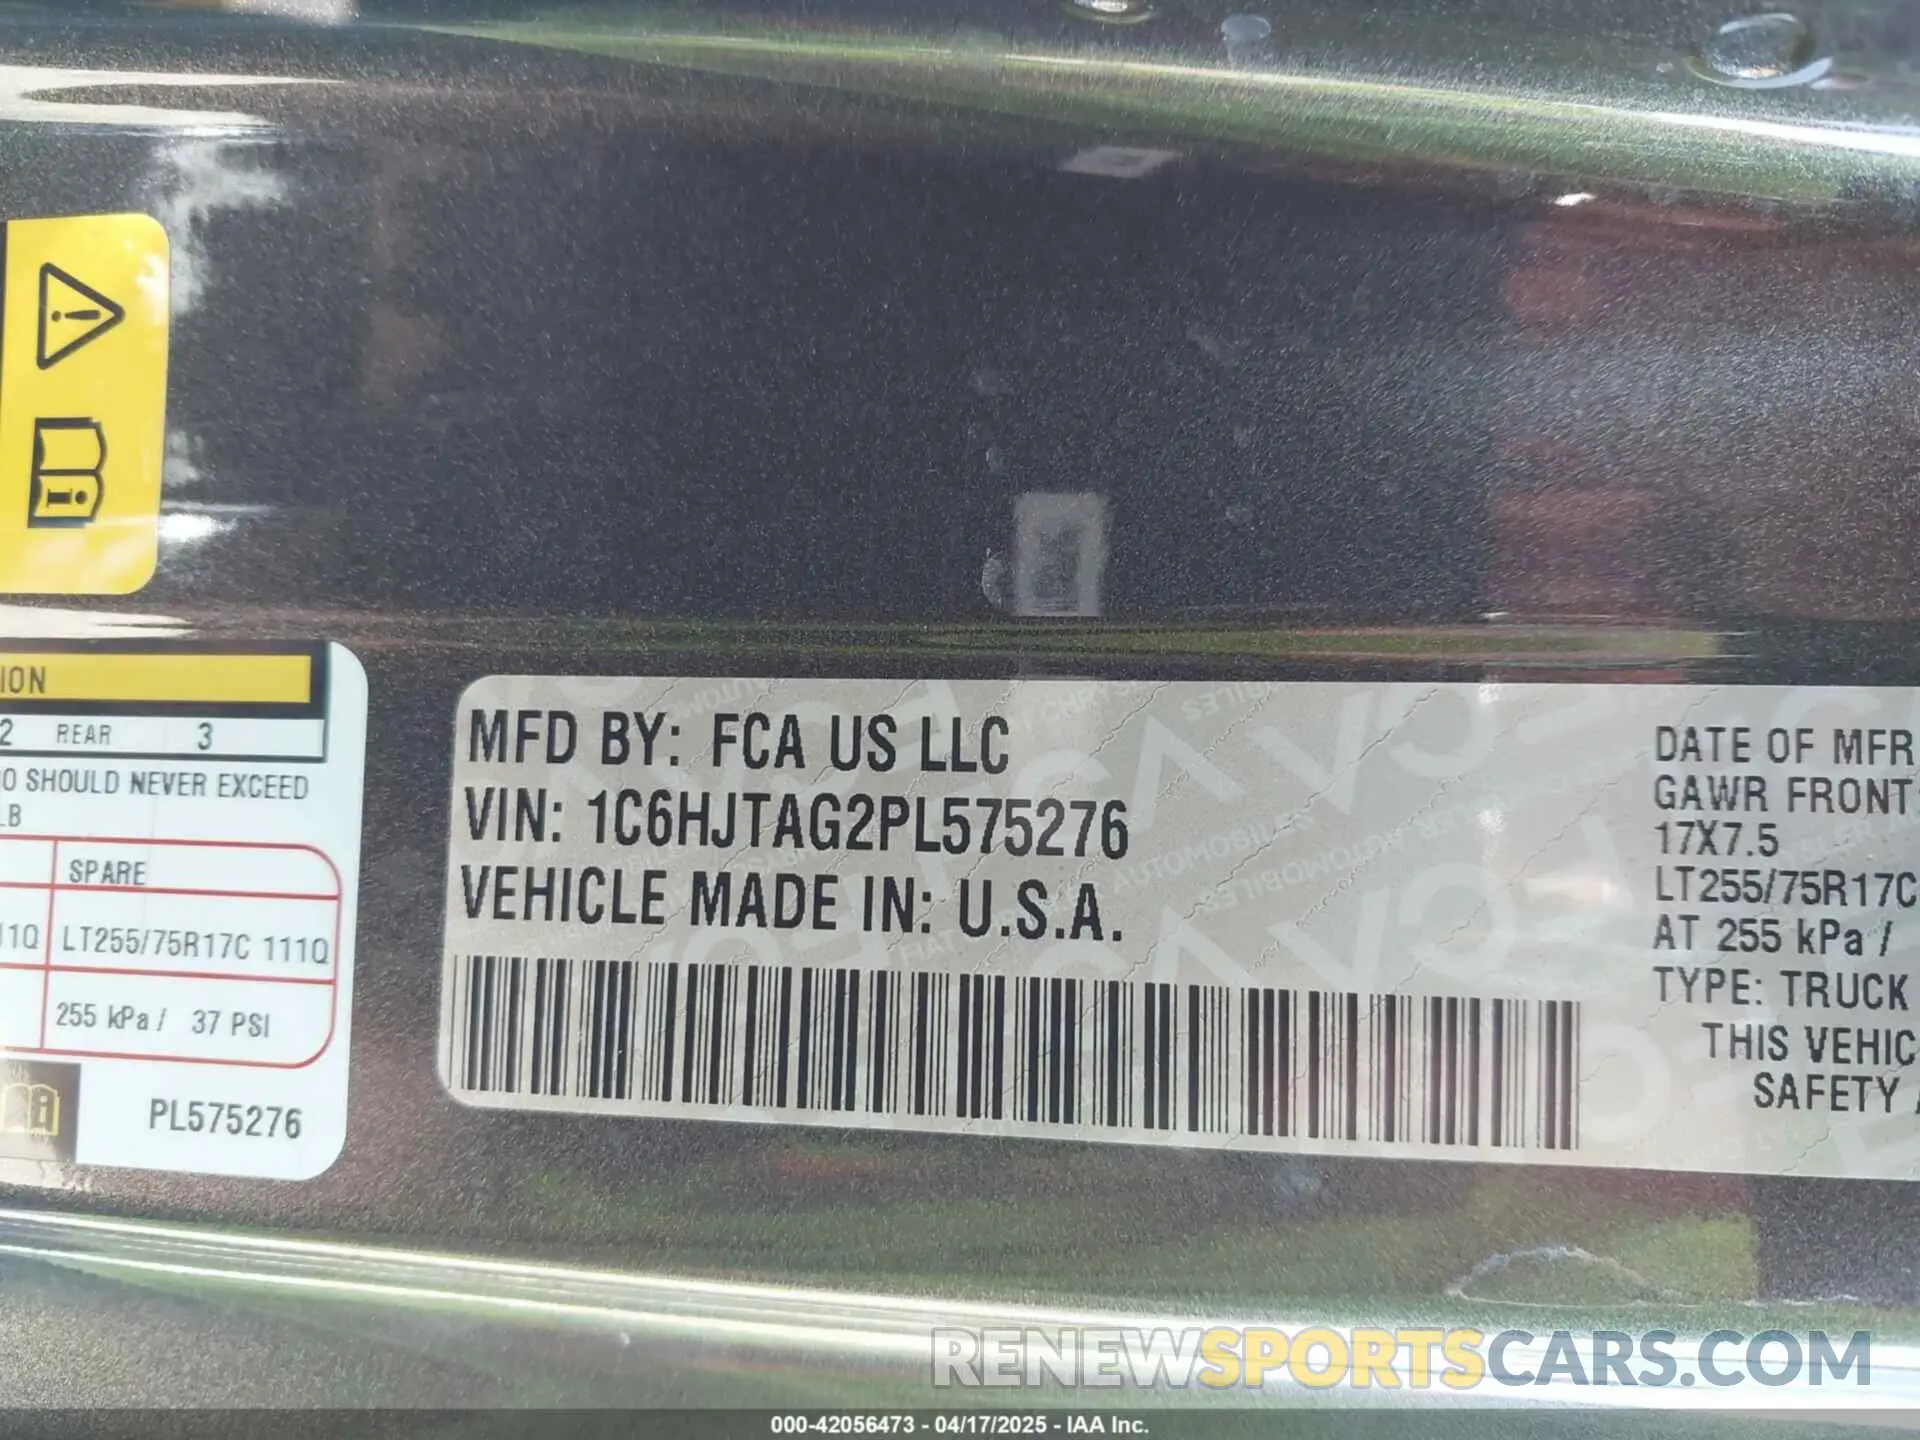 ION
2 REAR 3
O SHOULD NEVER EXCEED
LB
SPARE
11Q LT255/75R17C 111Q
255 kPa / 37 PSI
PL575276
MFD BY: FCA US LLC
VIN: 1C6HJTAG2PL575276
VEHICLE MADE IN: U.S.A.
DATE OF MFR
GAWR FRONT
17X7.5
LT255/75R17C
AT 255 kPa /
TYPE: TRUCK
THIS VEHIC
SAFETY
RENEWSPORTSCARS.COM
000-42056473 - 04/17/2025 - IAA Inc.